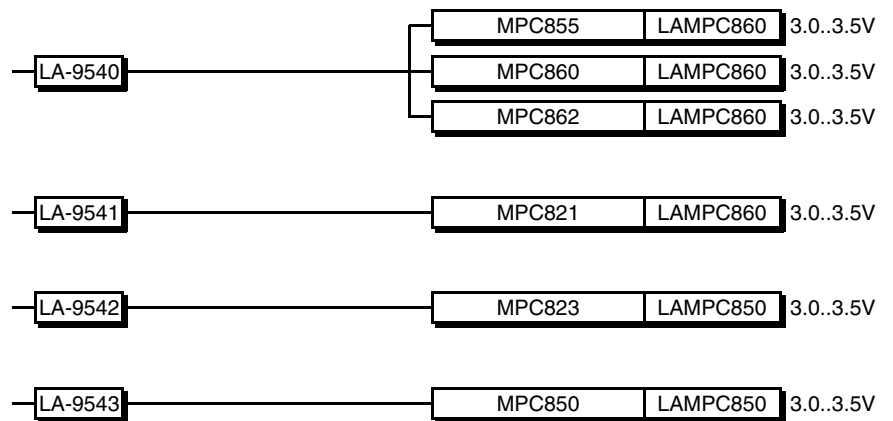 MPC855 LAMPC860 3.0..3.5V
LA-9540 MPC860 LAMPC860 3.0..3.5V
MPC862 LAMPC860 3.0..3.5V
LA-9541 MPC821 LAMPC860 3.0..3.5V
LA-9542 MPC823 LAMPC850 3.0..3.5V
LA-9543 MPC850 LAMPC850 3.0..3.5V